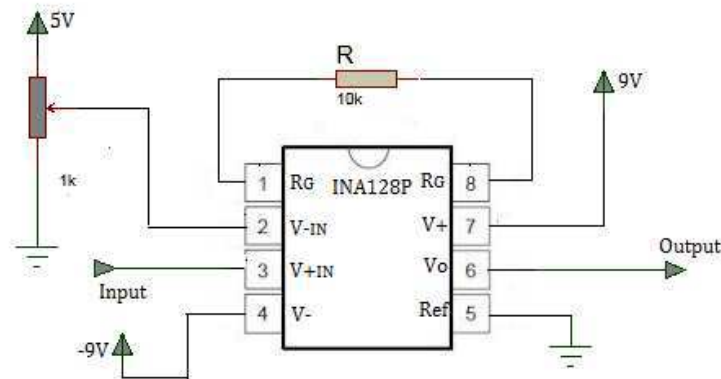 5V
R
10k
9V
1k
1 RG INA128P RG 8
2 V-IN V+ 7
3 V+IN Vo 6
4 V- Ref 5
Input
Output
-9V